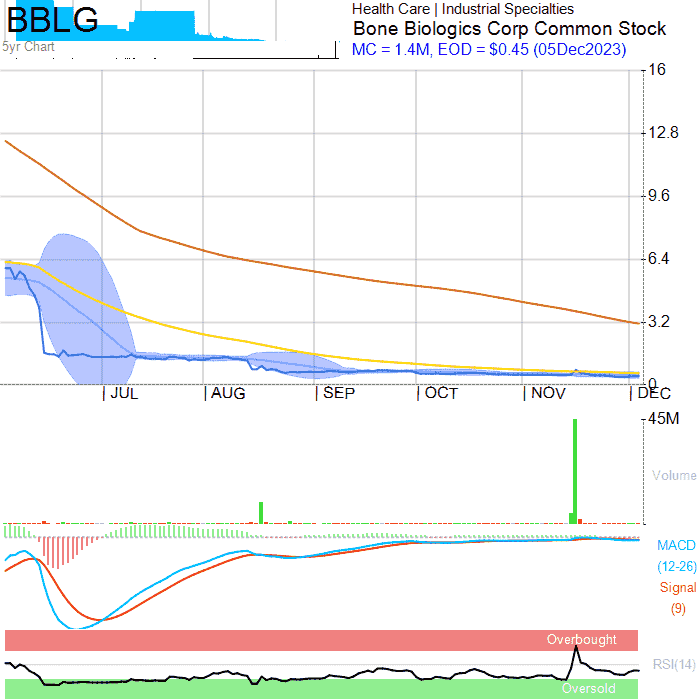 BBLG
5yr Chart
Health Care | Industrial Specialties
Bone Biologics Corp Common Stock
MC = 1.4M, EOD = $0.45 (05Dec2023)
16
12.8
9.6
6.4
3.2
0
| JUL | AUG | SEP | OCT | NOV | DEC
45M
Volume
MACD
(12-26)
Signal
(9)
Overbought
RSI(14)
Oversold